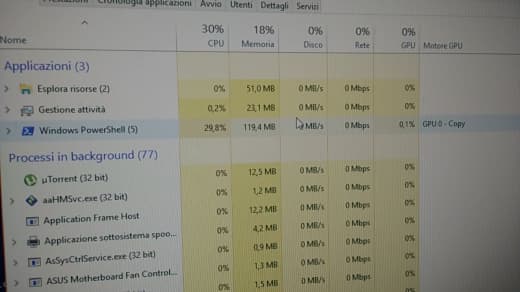 Prestazioni Cronologia applicazioni Avvio Utenti Dettagli Servizi
30% 18% 0% 0% 0%
Nome CPU Memoria Disco Rete GPU Motore GPU
Applicazioni (3)
Esplora risorse (2) 0% 51,0 MB 0 MB/s 0 Mbps 0%
Gestione attività 0,2% 23,1 MB 0 MB/s 0 Mbps 0%
Windows PowerShell (5) 29,8% 119,4 MB 0 MB/s 0 Mbps 0,1% GPU 0 - Copy
Processi in background (77)
µTorrent (32 bit) 0% 12,5 MB 0 MB/s 0 Mbps 0%
aaHMSvc.exe (32 bit) 0% 1,2 MB 0 MB/s 0 Mbps 0%
Application Frame Host 0% 12,2 MB 0 MB/s 0 Mbps 0%
Applicazione sottosistema spoo... 0% 4,2 MB 0 MB/s 0 Mbps 0%
AsSysCtrlService.exe (32 bit) 0% 0,9 MB 0 MB/s 0 Mbps 0%
ASUS Motherboard Fan Control... 0% 1,3 MB 0 MB/s 0 Mbps 0%
0% 1,5 MB 0 MB/s 0 Mbps 0%